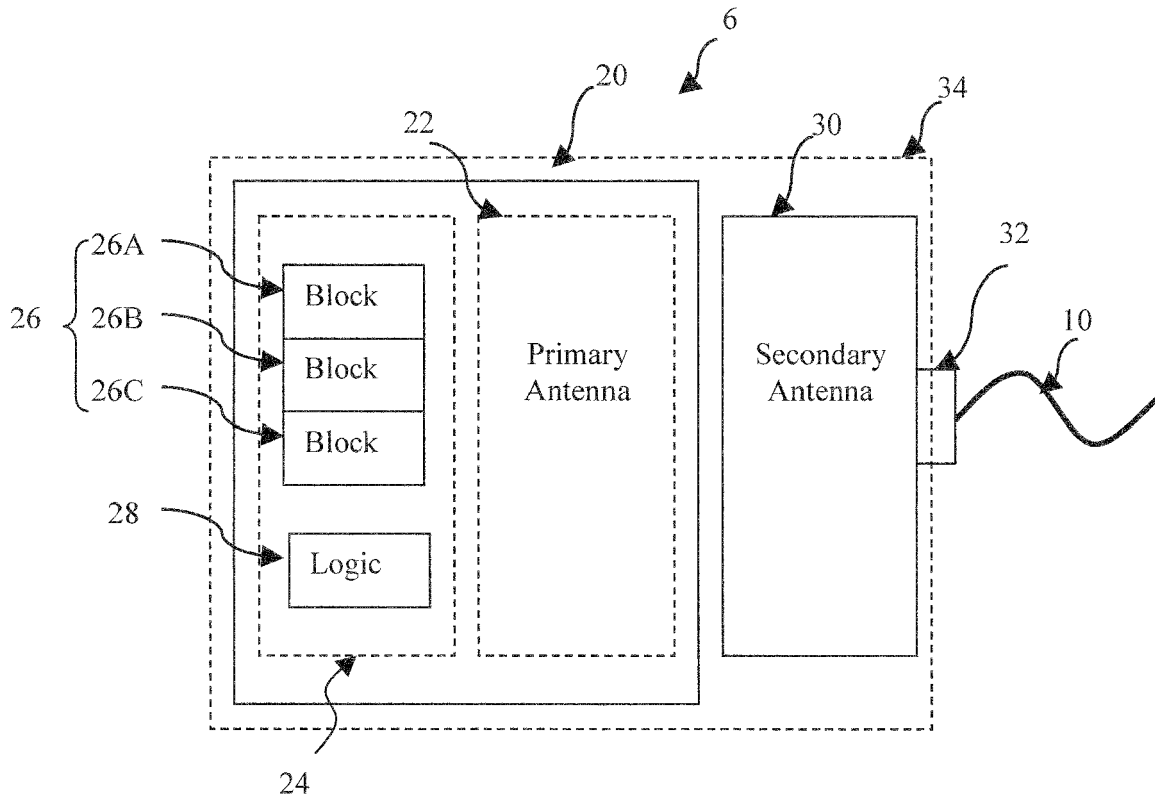 6
20
34
22
30
26A
Block
32
26
26B
Block
Primary
Antenna
Secondary
Antenna
10
26C
Block
28
Logic
24